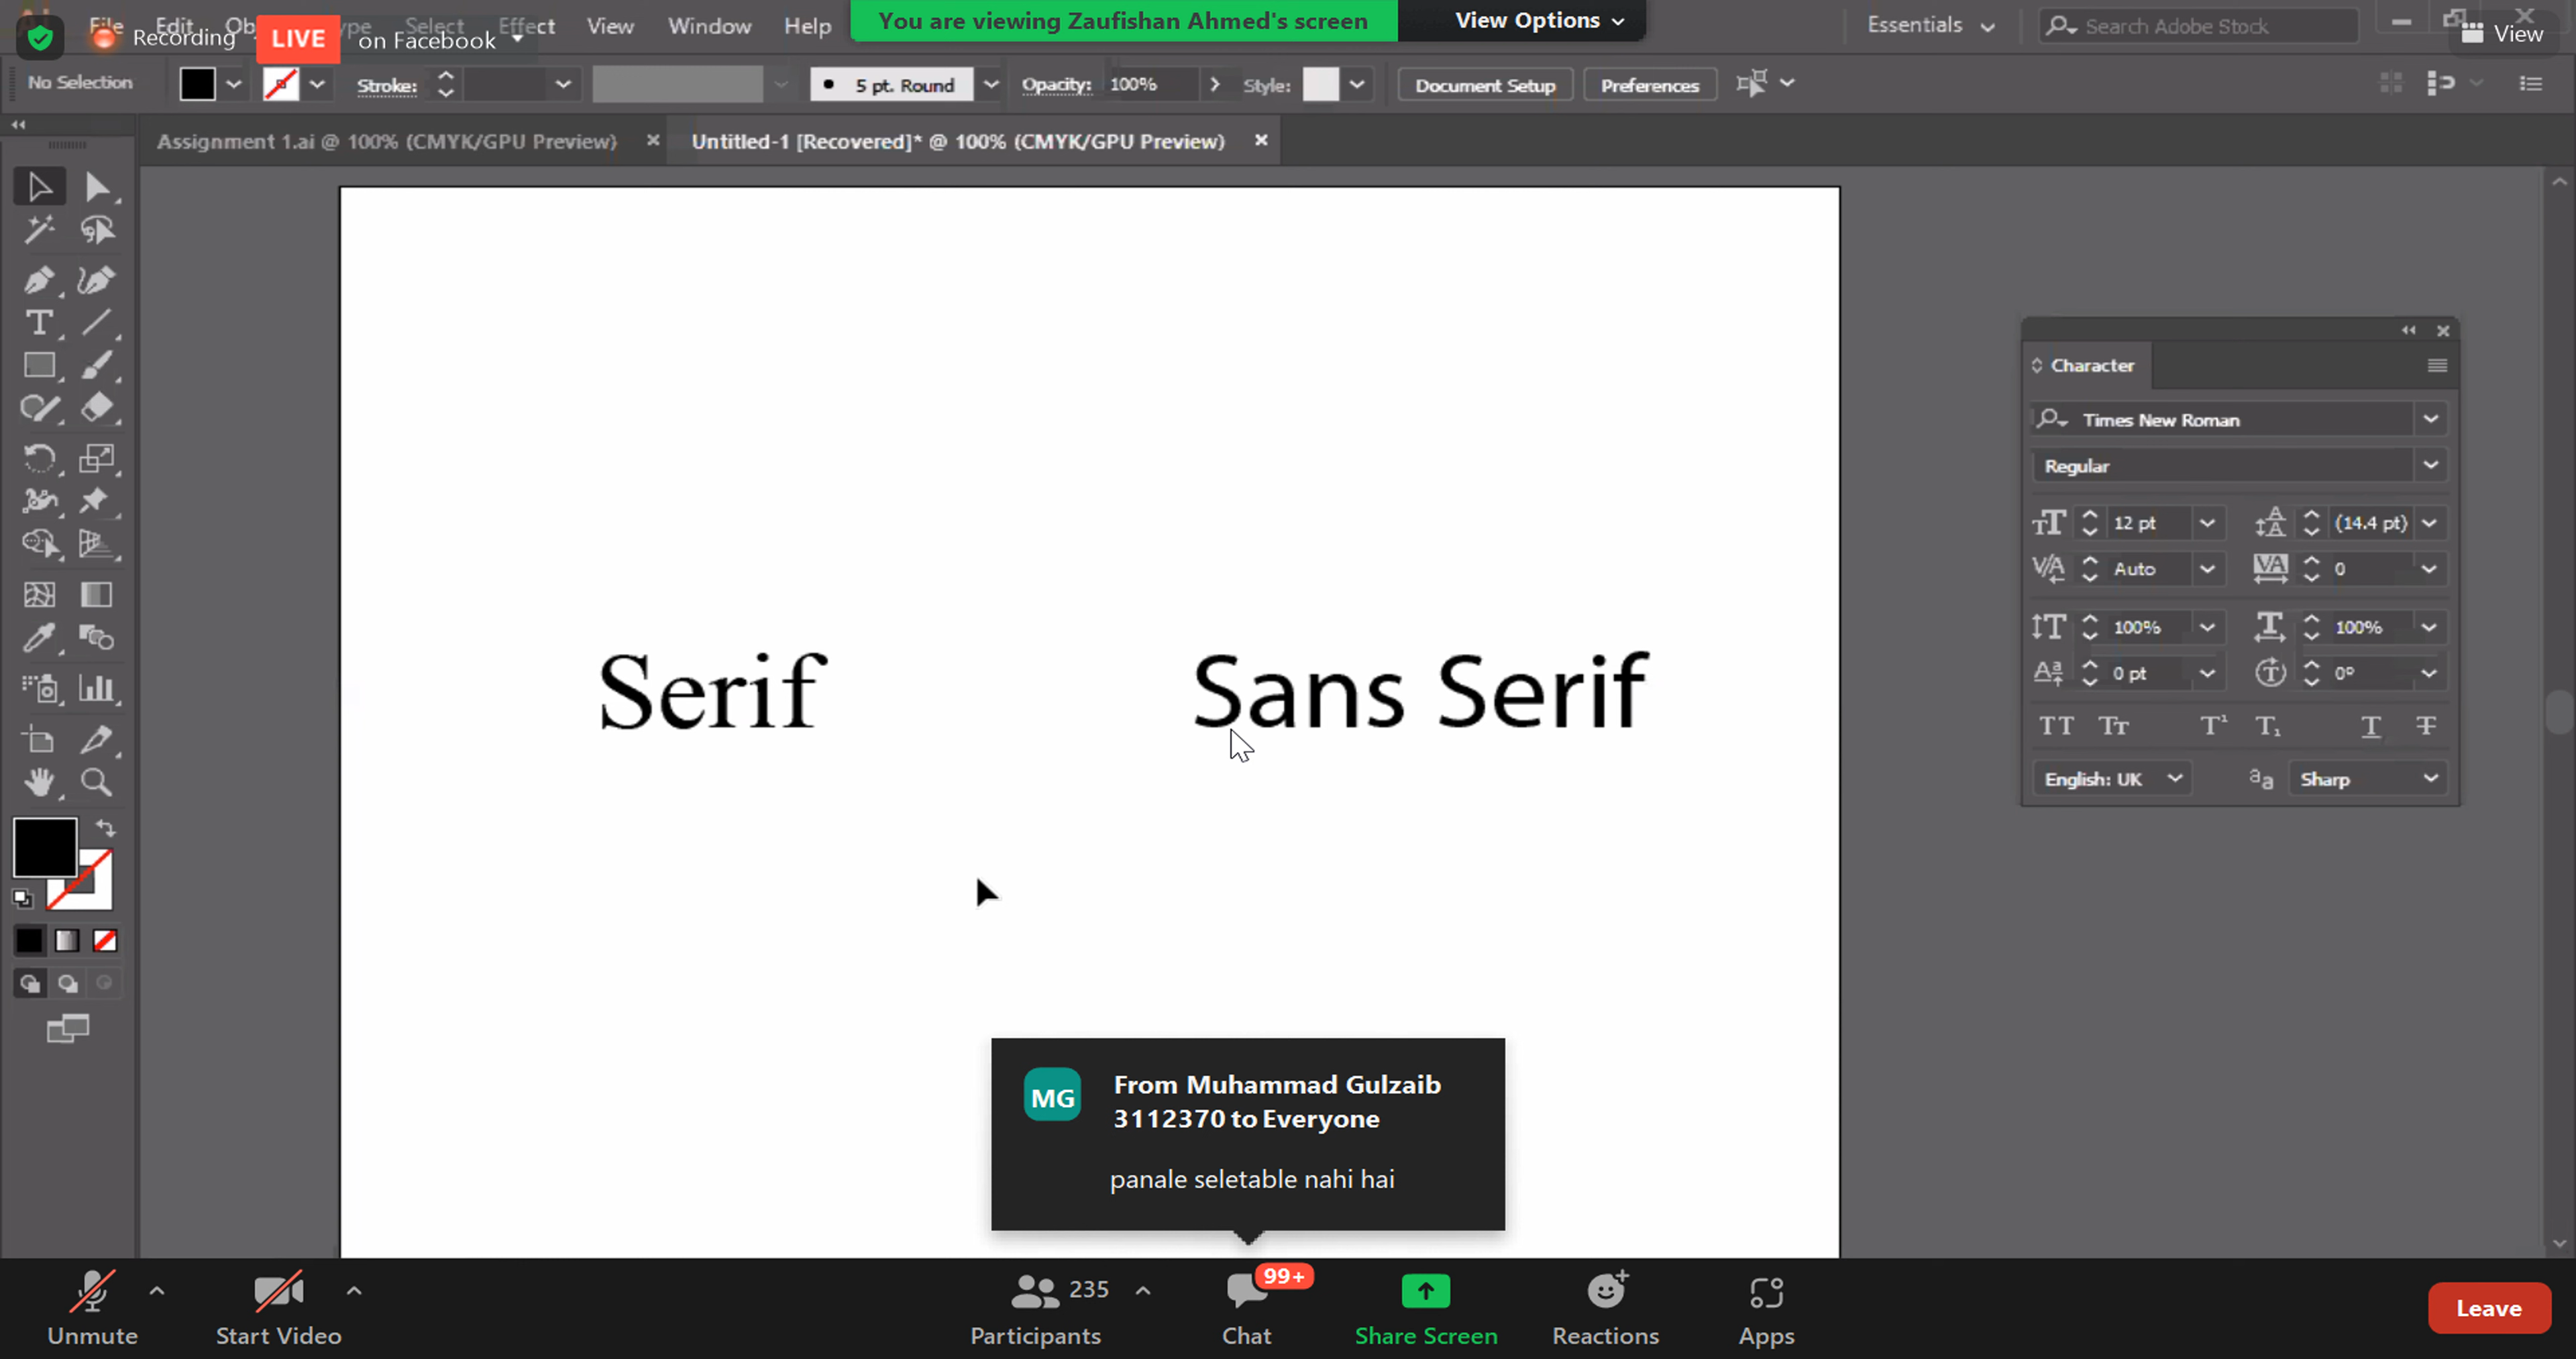 File Edit Select Effect View Window Help
Recording LIVE on Facebook
You are viewing Zaufishan Ahmed's screen View Options
Essentials Search Adobe Stock
View
No Selection Stroke: 5 pt. Round Opacity: 100% Style: Document Setup Preferences
Assignment 1.ai @ 100% (CMYK/GPU Preview) Untitled-1 [Recovered]* @ 100% (CMYK/GPU Preview)
Character
Times New Roman
Regular
12 pt (14.4 pt)
Auto 0
100% 100%
0 pt 0°
English: UK Sharp
Serif Sans Serif
MG From Muhammad Gulzaib
3112370 to Everyone
panale seletable nahi hai
235 99+
Unmute Start Video Participants Chat Share Screen Reactions Apps Leave